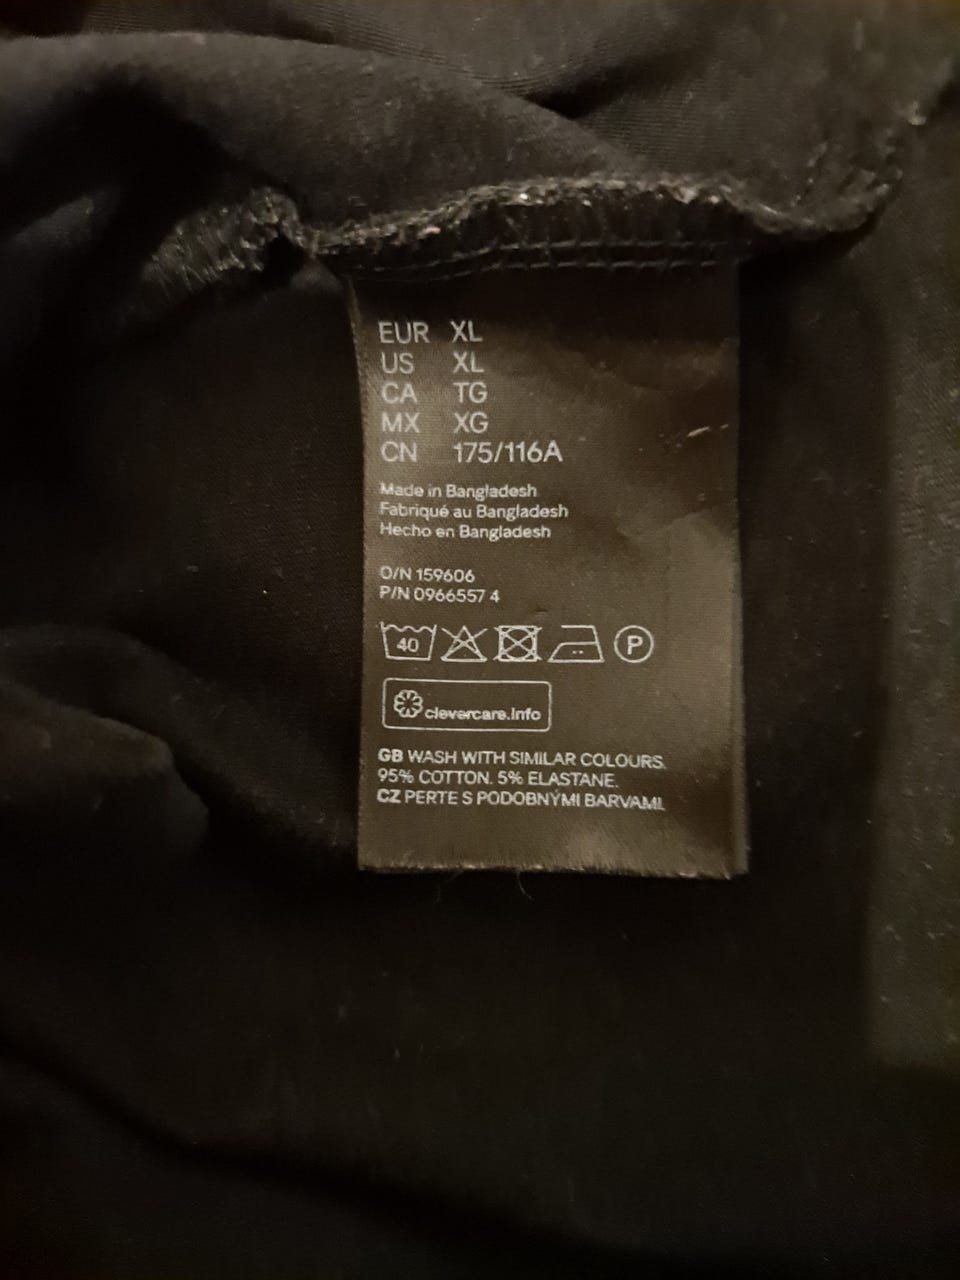 EUR XL
US XL
CA TG
MX XG
CN 175/116A
Made in Bangladesh
Fabriqué au Bangladesh
Hecho en Bangladesh
O/N 159606
P/N 0966557 4
40 P
clevercare.info
GB WASH WITH SIMILAR COLOURS.
95% COTTON. 5% ELASTANE.
CZ PERTE S PODOBNÝMI BARVAMI.